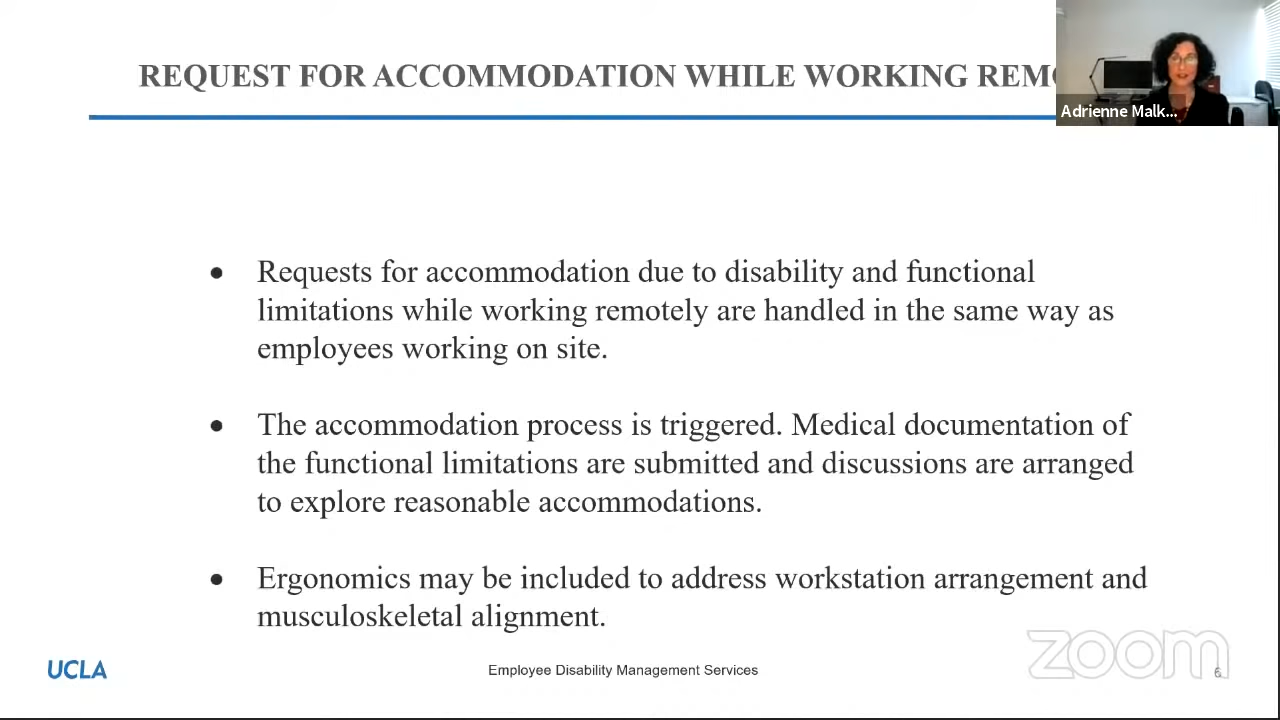 REQUEST FOR ACCOMMODATION WHILE WORKING
Adrienne Malk...
● Requests for accommodation due to disability and functional
limitations while working remotely are handled in the same way as
employees working on site.
● The accommodation process is triggered. Medical documentation of
the functional limitations are submitted and discussions are arranged
to explore reasonable accommodations.
● Ergonomics may be included to address workstation arrangement and
musculoskeletal alignment.
zoom
UCLA
Employee Disability Management Services
6